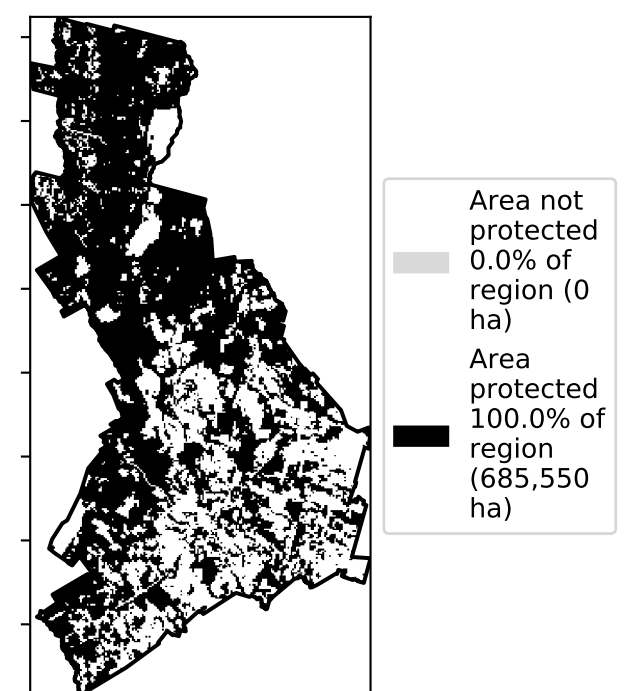 Area not
protected
0.0% of
region (0
ha)
Area
protected
100.0% of
region
(685,550
ha)